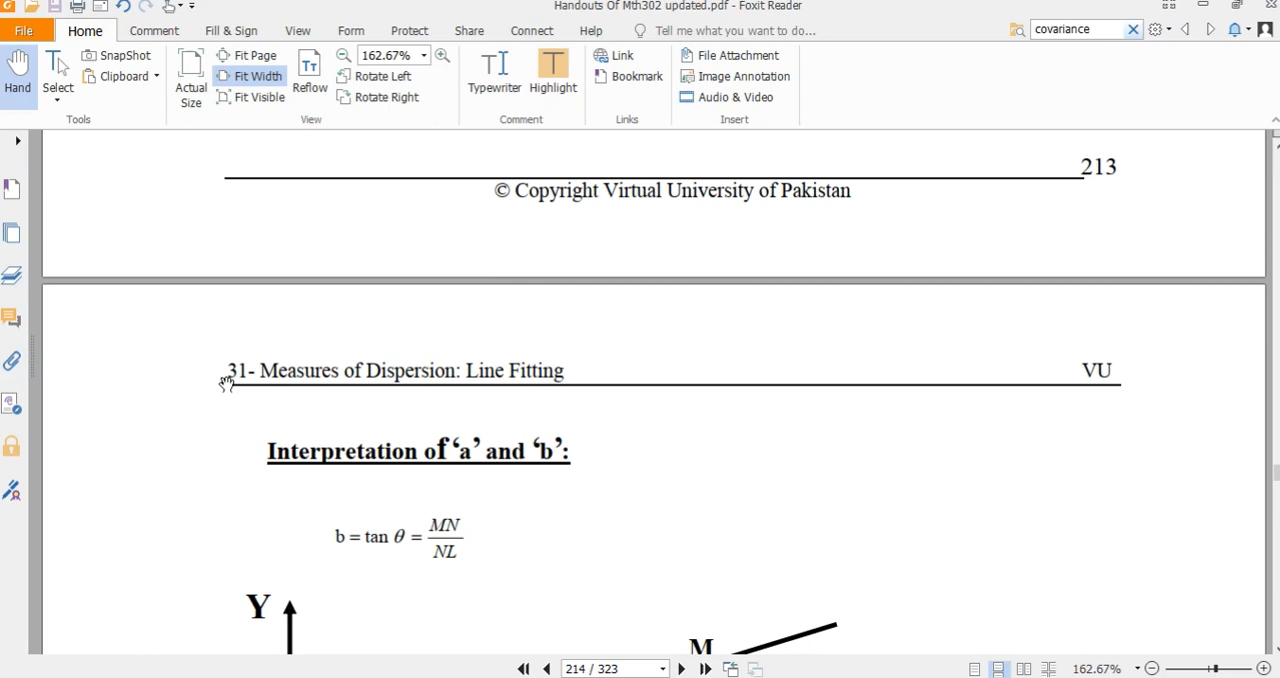 Handouts Of Mth302 updated.pdf - Foxit Reader
File Home Comment Fill & Sign View Form Protect Share Connect Help Tell me what you want to do... covariance
Hand
Select
SnapShot
Clipboard
Tools
Actual Size
Fit Page
Fit Width
Fit Visible
Reflow
162.67%
Rotate Left
Rotate Right
View
Typewriter
Highlight
Comment
Link
Bookmark
Links
File Attachment
Image Annotation
Audio & Video
Insert
213
© Copyright Virtual University of Pakistan
31- Measures of Dispersion: Line Fitting VU
Interpretation of ‘a’ and ‘b’:
b = tan θ = MN
NL
Y
M
214 / 323 162.67%